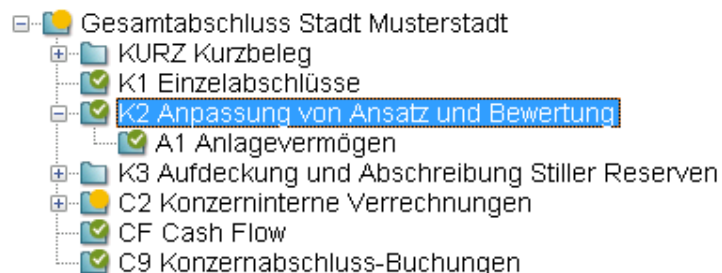 Gesamtabschluss Stadt Musterstadt
KURZ Kurzbeleg
K1 Einzelabschlüsse
K2 Anpassung von Ansatz und Bewertung
A1 Anlagevermögen
K3 Aufdeckung und Abschreibung Stiller Reserven
C2 Konzerninterne Verrechnungen
CF Cash Flow
C9 Konzernabschluss-Buchungen